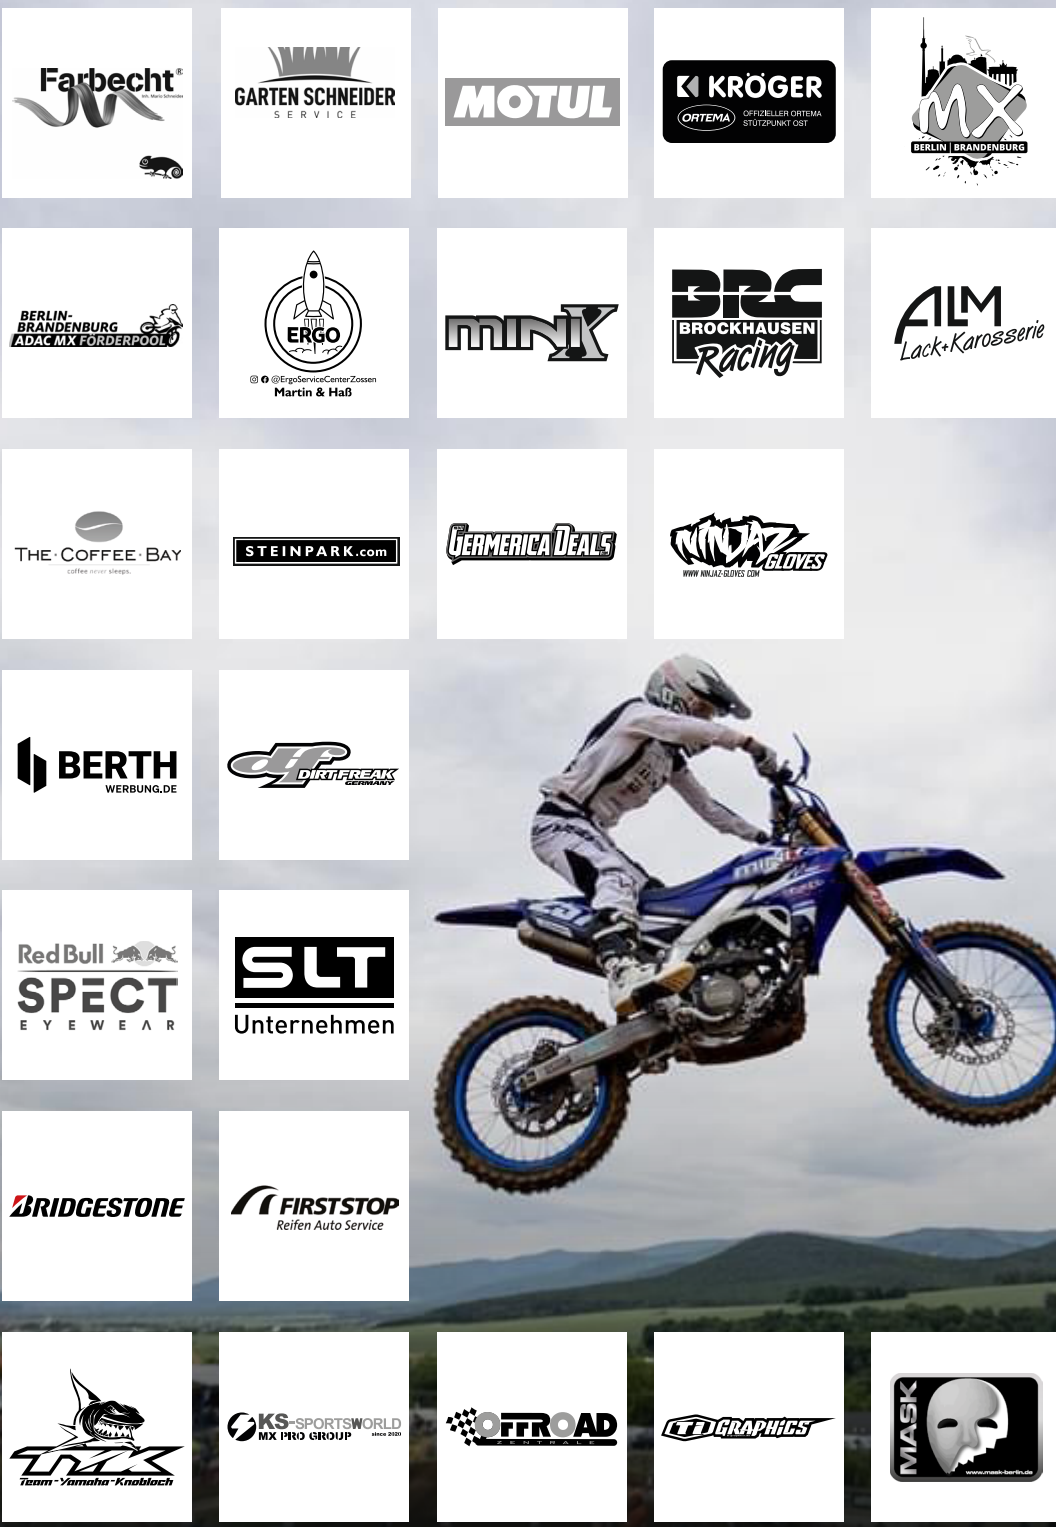 Farbecht®
Inh. Mario Schneider
GARTEN SCHNEIDER
SERVICE
MOTUL
KRÖGER
ORTEMA
OFFIZIELLER ORTEMA
STÜTZPUNKT OST
MX
BERLIN | BRANDENBURG
BERLIN-
BRANDENBURG
ADAC MX FÖRDERPOOL
ERGO
@ErgoServiceCenterZossen
Martin & Haß
MINK
BRC
BROCKHAUSEN
Racing
ALM
Lack+Karosserie
THE·COFFEE·BAY
coffee never sleeps.
STEINPARK.com
GERMERICA DEALS
NINJAZ
GLOVES
WWW.NINJAZ-GLOVES.COM
BERTH
WERBUNG.DE
df
DIRTFREAK
GERMANY
MINK
251
Red Bull
SPECT
EYEWEAR
SLT
Unternehmen
BRIDGESTONE
FIRSTSTOP
Reifen Auto Service
TYK
Team-Yamaha-Knobloch
KS-SPORTSWORLD
MX PRO GROUP
since 2020
OFFROAD
ZENTRALE
TI GRAPHICS
MASK
www.mask-berlin.de